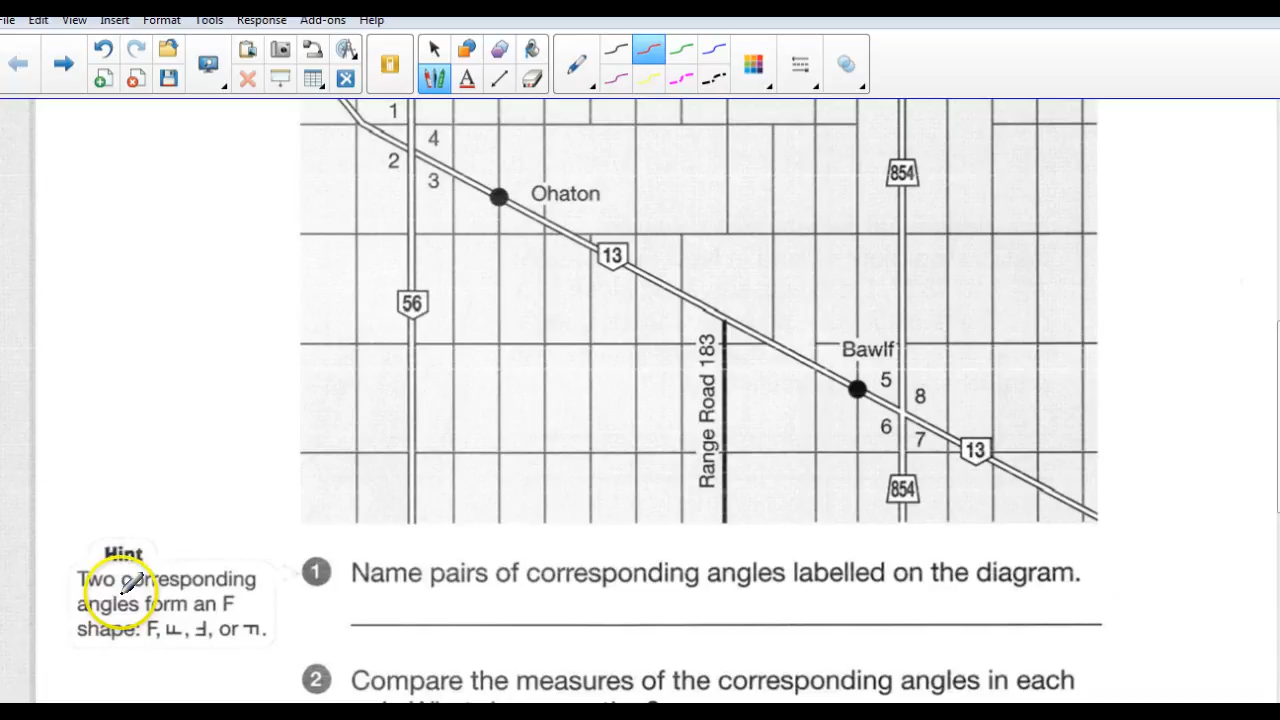 File Edit View Insert Format Tools Response Add-ons Help
1
4
2
3
Ohaton
854
13
56
Range Road 183
Bawlf
5
8
6
7
13
854
Hint
Two corresponding
angles form an F
shape: F,
or
1 Name pairs of corresponding angles labelled on the diagram.
2 Compare the measures of the corresponding angles in each